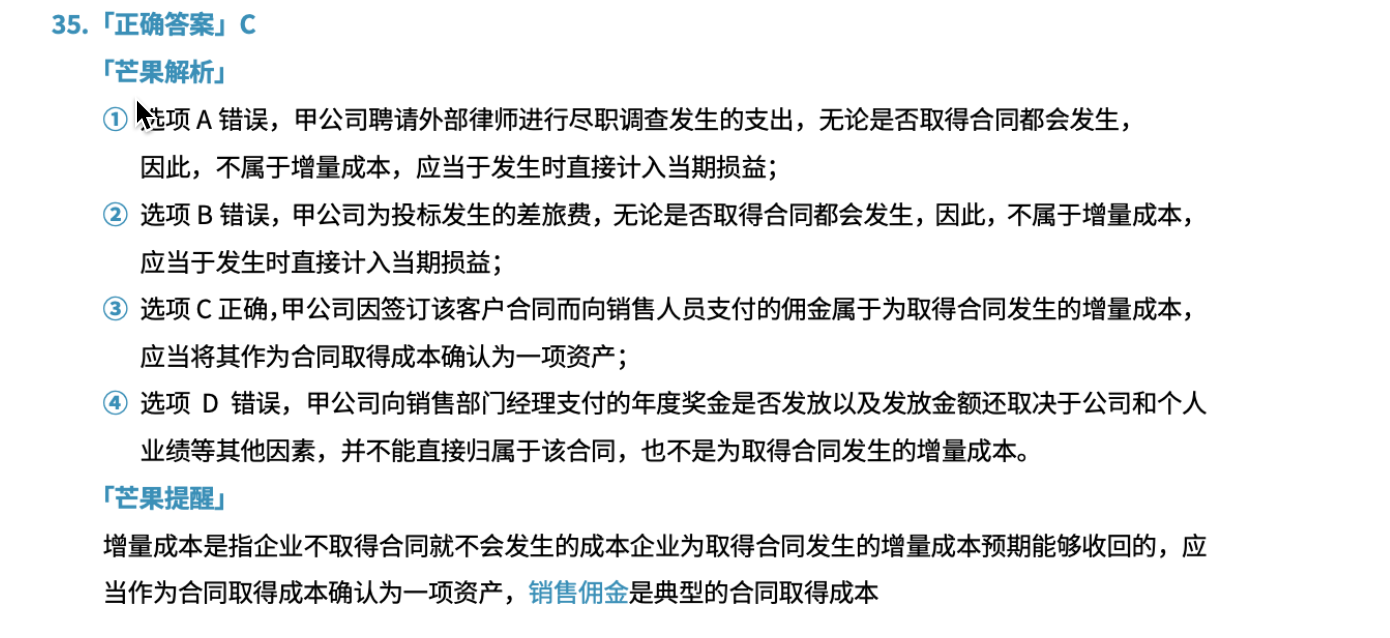 35.「正确答案」C
「芒果解析」
① 选项 A 错误，甲公司聘请外部律师进行尽职调查发生的支出，无论是否取得合同都会发生，
因此，不属于增量成本，应当于发生时直接计入当期损益；
② 选项 B 错误，甲公司为投标发生的差旅费，无论是否取得合同都会发生，因此，不属于增量成本，
应当于发生时直接计入当期损益；
③ 选项 C 正确，甲公司因签订该客户合同而向销售人员支付的佣金属于为取得合同发生的增量成本，
应当将其作为合同取得成本确认为一项资产；
④ 选项 D 错误，甲公司向销售部门经理支付的年度奖金是否发放以及发放金额还取决于公司和个人
业绩等其他因素，并不能直接归属于该合同，也不是为取得合同发生的增量成本。
「芒果提醒」
增量成本是指企业不取得合同就不会发生的成本企业为取得合同发生的增量成本预期能够收回的，应
当作为合同取得成本确认为一项资产，销售佣金是典型的合同取得成本